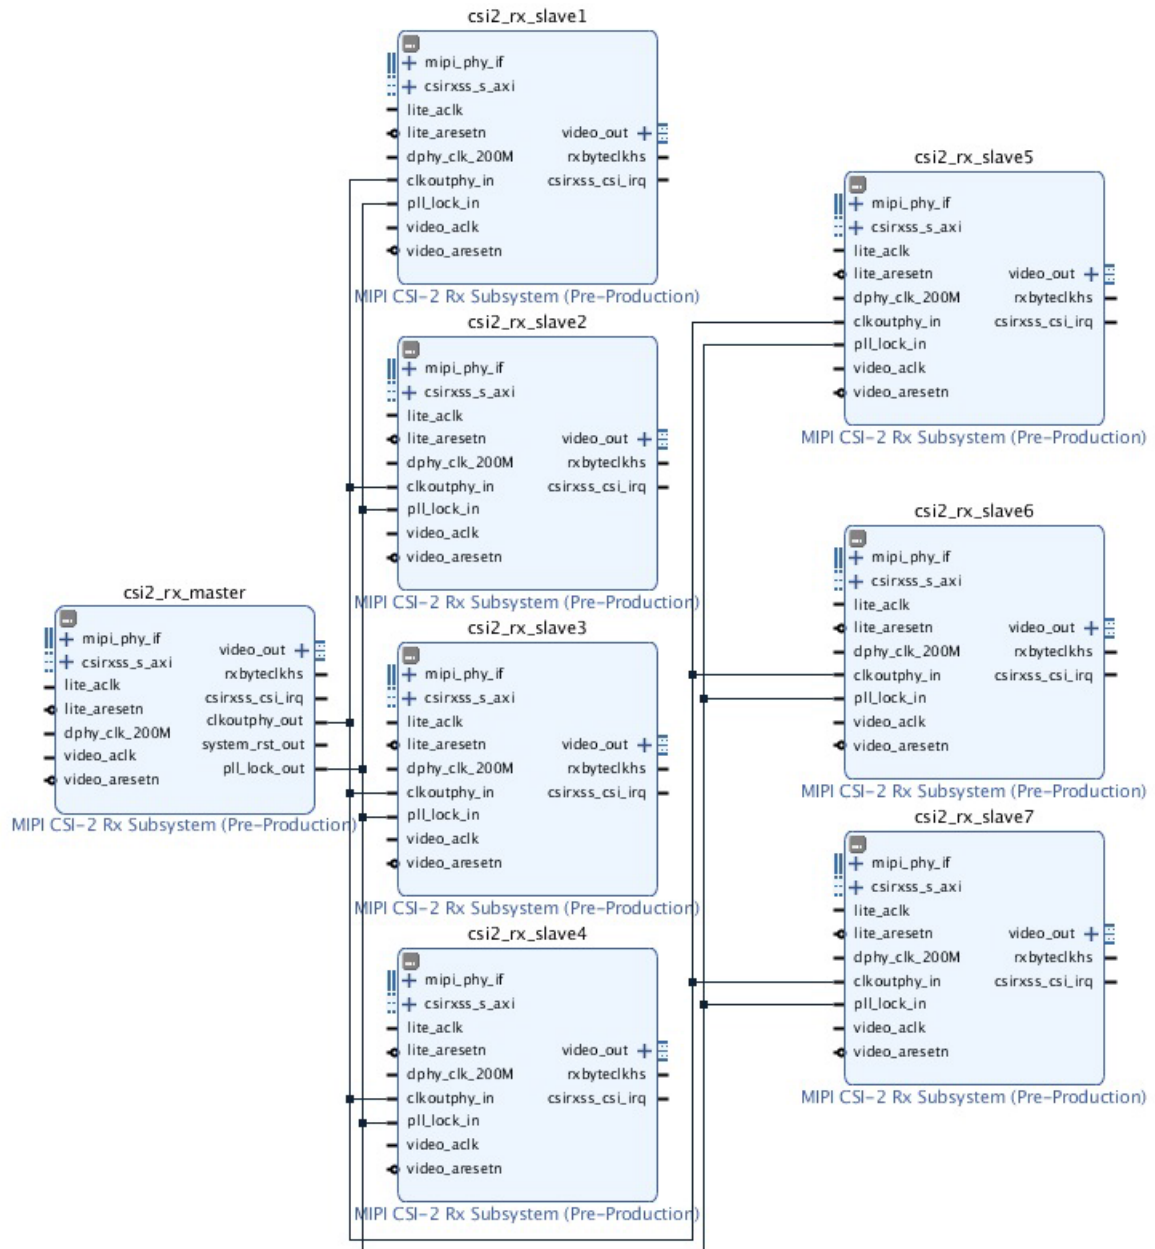 csi2_rx_slave1
mipi_phy_if
csirxss_s_axi
lite_aclk
lite_aresetn
video_out
dphy_clk_200M
rxbyteclkhs
clkoutphy_in
csirxss_csi_irq
pll_lock_in
video_aclk
video_aresetn
MIPI CSI-2 Rx Subsystem (Pre-Production)
csi2_rx_slave2
mipi_phy_if
csirxss_s_axi
lite_aclk
lite_aresetn
video_out
dphy_clk_200M
rxbyteclkhs
clkoutphy_in
csirxss_csi_irq
pll_lock_in
video_aclk
video_aresetn
MIPI CSI-2 Rx Subsystem (Pre-Production)
csi2_rx_master
mipi_phy_if
video_out
csirxss_s_axi
rxbyteclkhs
lite_aclk
csirxss_csi_irq
lite_aresetn
clkoutphy_out
dphy_clk_200M
system_rst_out
video_aclk
pll_lock_out
video_aresetn
MIPI CSI-2 Rx Subsystem (Pre-Production)
csi2_rx_slave3
mipi_phy_if
csirxss_s_axi
lite_aclk
lite_aresetn
video_out
dphy_clk_200M
rxbyteclkhs
clkoutphy_in
csirxss_csi_irq
pll_lock_in
video_aclk
video_aresetn
MIPI CSI-2 Rx Subsystem (Pre-Production)
csi2_rx_slave4
mipi_phy_if
csirxss_s_axi
lite_aclk
lite_aresetn
video_out
dphy_clk_200M
rxbyteclkhs
clkoutphy_in
csirxss_csi_irq
pll_lock_in
video_aclk
video_aresetn
MIPI CSI-2 Rx Subsystem (Pre-Production)
csi2_rx_slave5
mipi_phy_if
csirxss_s_axi
lite_aclk
lite_aresetn
video_out
dphy_clk_200M
rxbyteclkhs
clkoutphy_in
csirxss_csi_irq
pll_lock_in
video_aclk
video_aresetn
MIPI CSI-2 Rx Subsystem (Pre-Production)
csi2_rx_slave6
mipi_phy_if
csirxss_s_axi
lite_aclk
lite_aresetn
video_out
dphy_clk_200M
rxbyteclkhs
clkoutphy_in
csirxss_csi_irq
pll_lock_in
video_aclk
video_aresetn
MIPI CSI-2 Rx Subsystem (Pre-Production)
csi2_rx_slave7
mipi_phy_if
csirxss_s_axi
lite_aclk
lite_aresetn
video_out
dphy_clk_200M
rxbyteclkhs
clkoutphy_in
csirxss_csi_irq
pll_lock_in
video_aclk
video_aresetn
MIPI CSI-2 Rx Subsystem (Pre-Production)